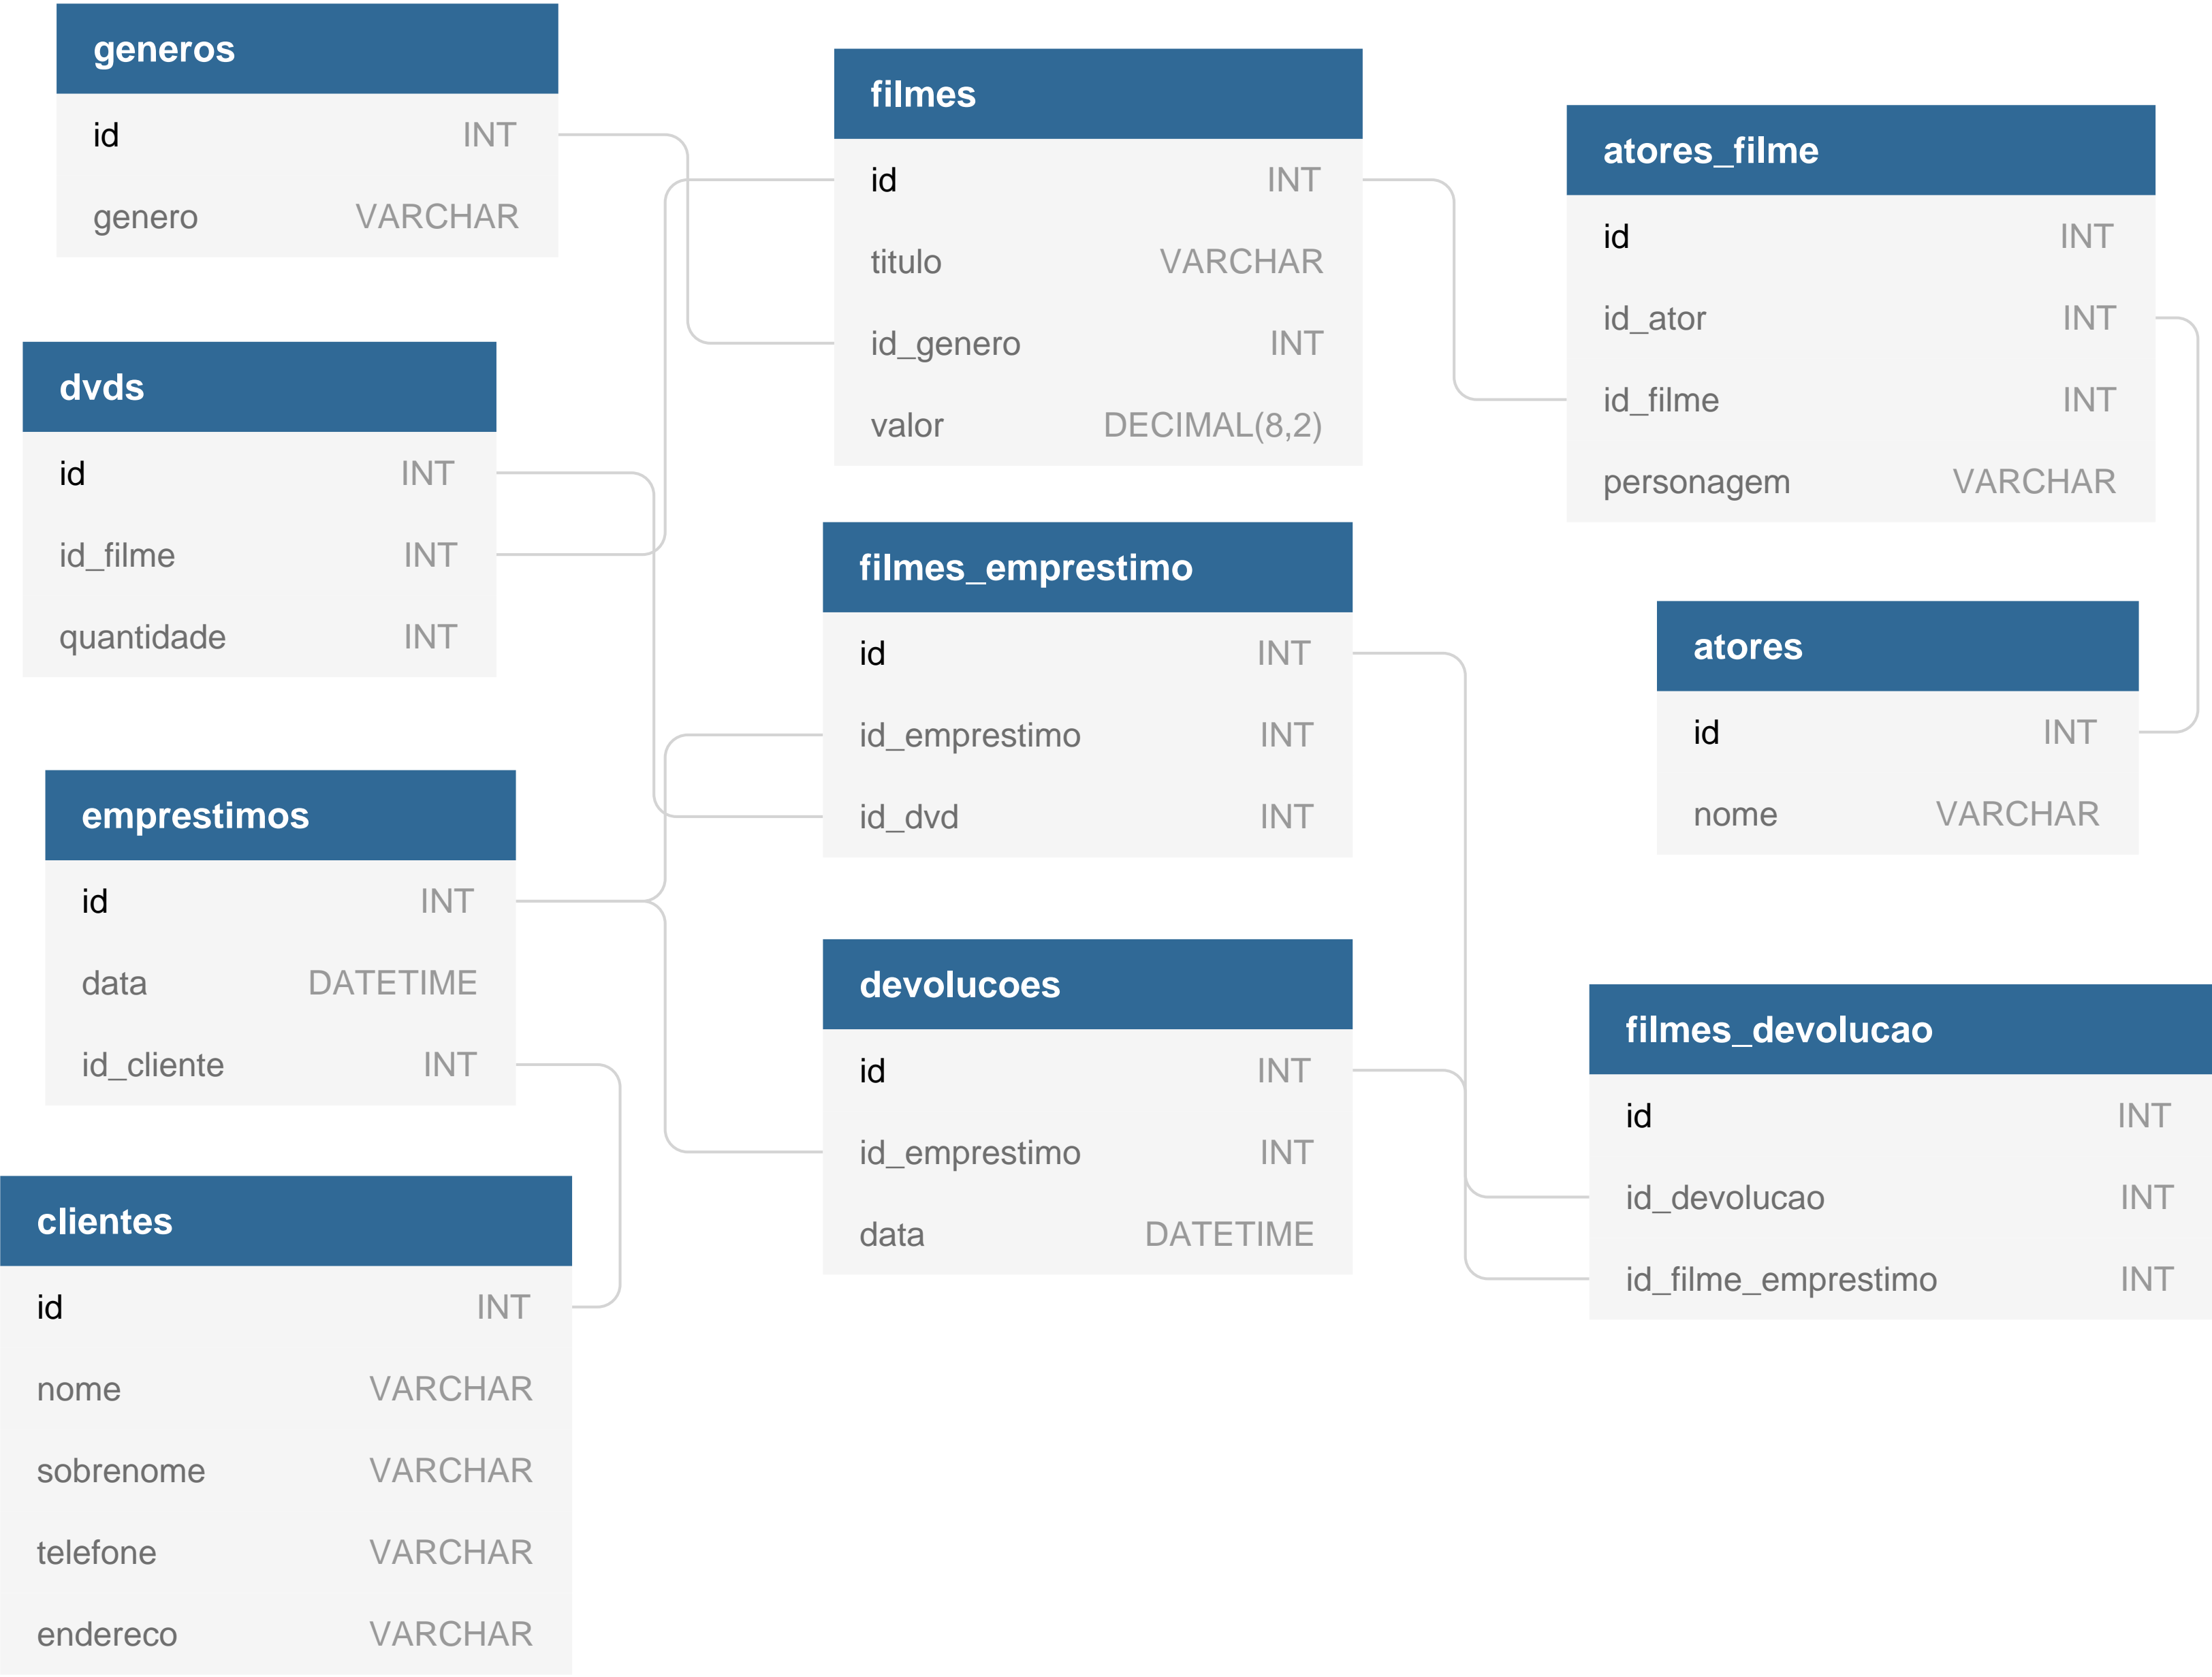 generos
id INT
genero VARCHAR
filmes
id INT
titulo VARCHAR
id_genero INT
valor DECIMAL(8,2)
atores_filme
id INT
id_ator INT
id_filme INT
personagem VARCHAR
dvds
id INT
id_filme INT
quantidade INT
filmes_emprestimo
id INT
id_emprestimo INT
id_dvd INT
atores
id INT
nome VARCHAR
emprestimos
id INT
data DATETIME
id_cliente INT
devolucoes
id INT
id_emprestimo INT
data DATETIME
filmes_devolucao
id INT
id_devolucao INT
id_filme_emprestimo INT
clientes
id INT
nome VARCHAR
sobrenome VARCHAR
telefone VARCHAR
endereco VARCHAR